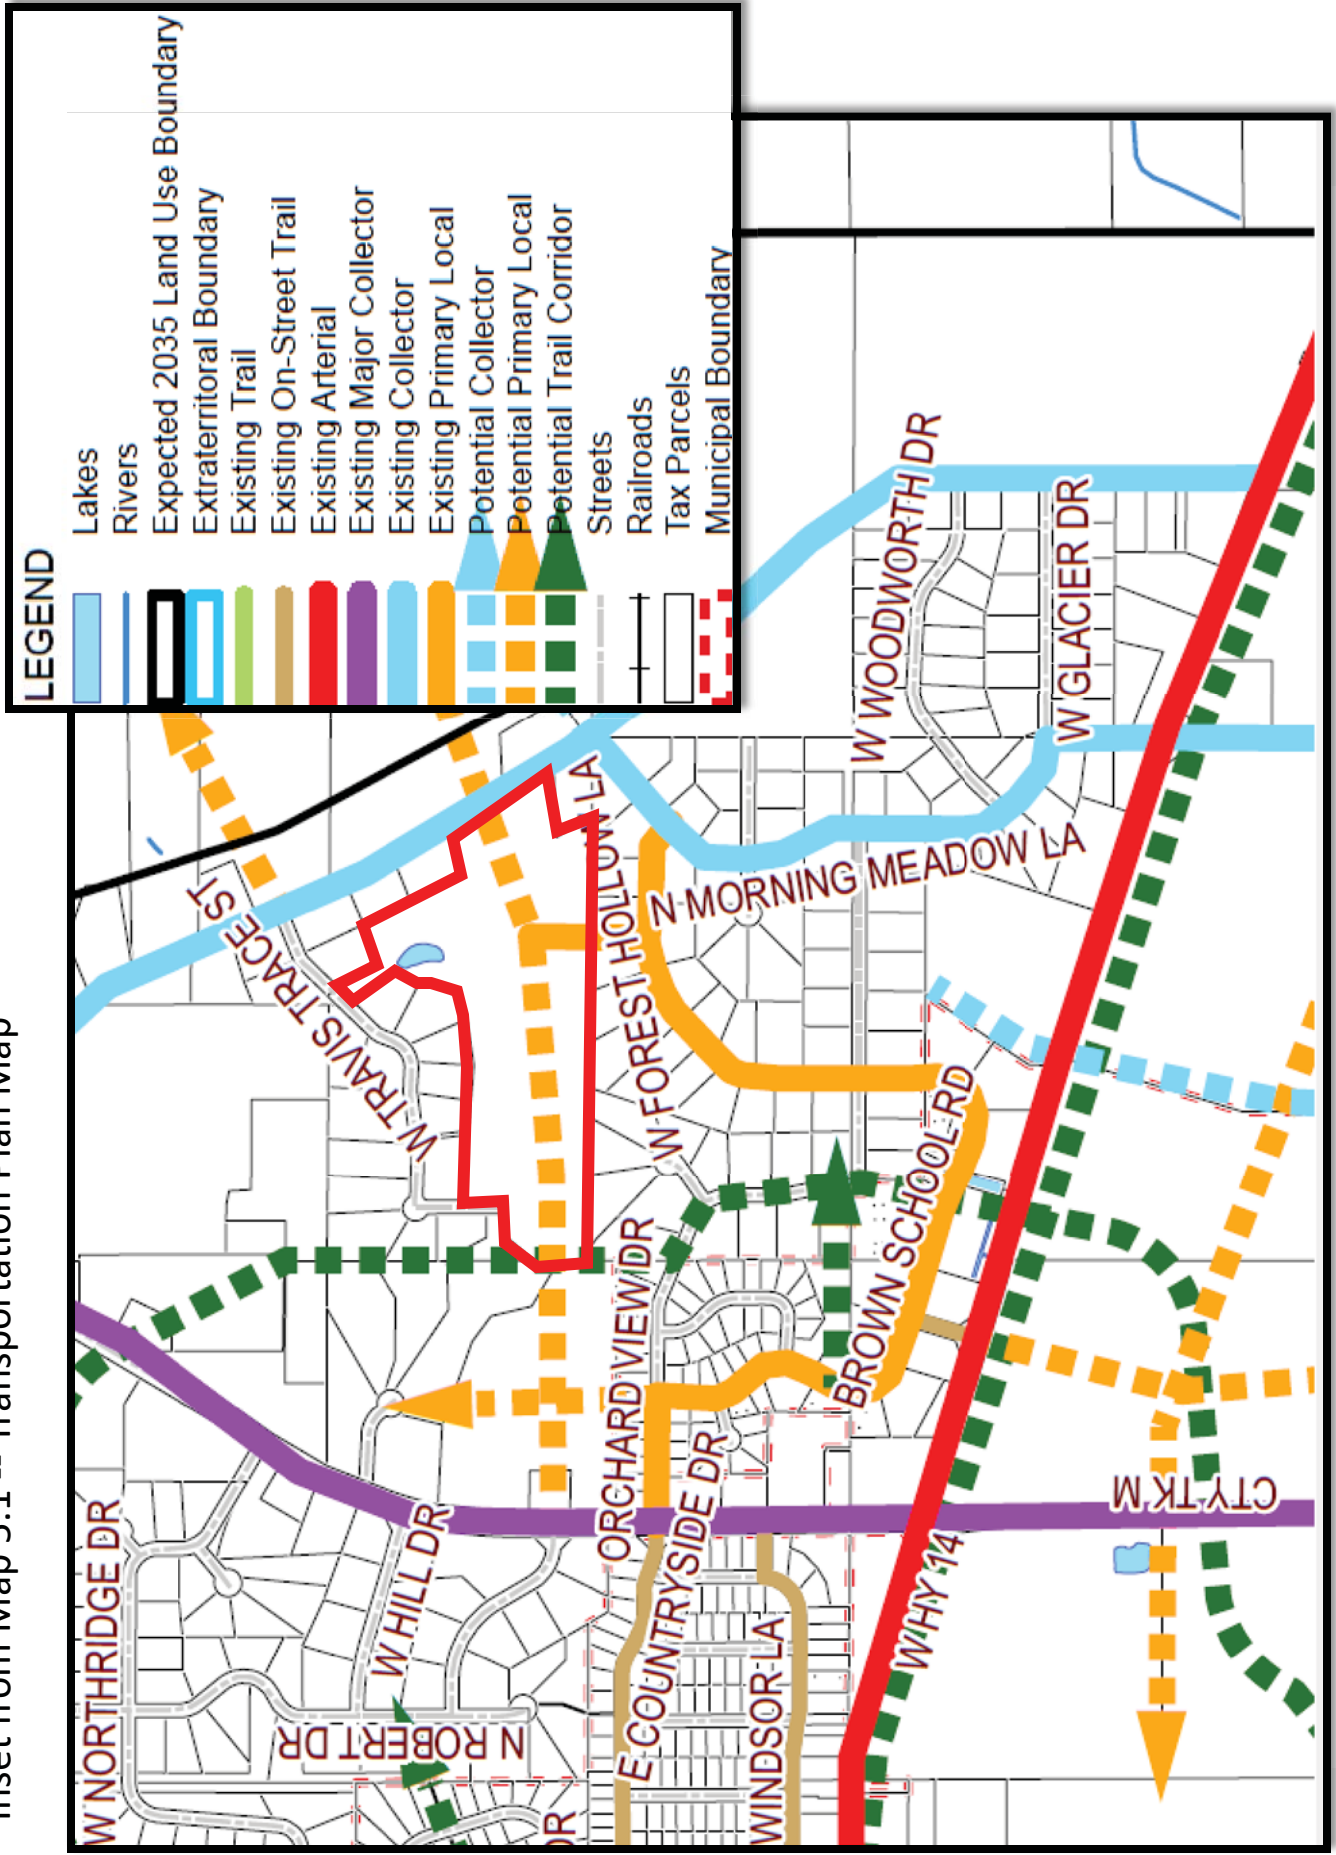 Inset from Map 5.1 – Transportation Plan Map
LEGEND
Lakes
Rivers
Expected 2035 Land Use Boundary
Extraterritoral Boundary
Existing Trail
Existing On-Street Trail
Existing Arterial
Existing Major Collector
Existing Collector
Existing Primary Local
Potential Collector
Potential Primary Local
Potential Trail Corridor
Streets
Railroads
Tax Parcels
Municipal Boundary
W NORTHRIDGE DR
W TRAVIS TRACE ST
W HILL DR
N ROBERT DR
DR
W FOREST HOLLOW LA
ORCHARD VIEW DR
E COUNTRYSIDE DR
WINDSOR LA
N MORNING MEADOW LA
W WOODWORTH DR
W GLACIER DR
BROWN SCHOOL RD
W HY 14
CTY TK M